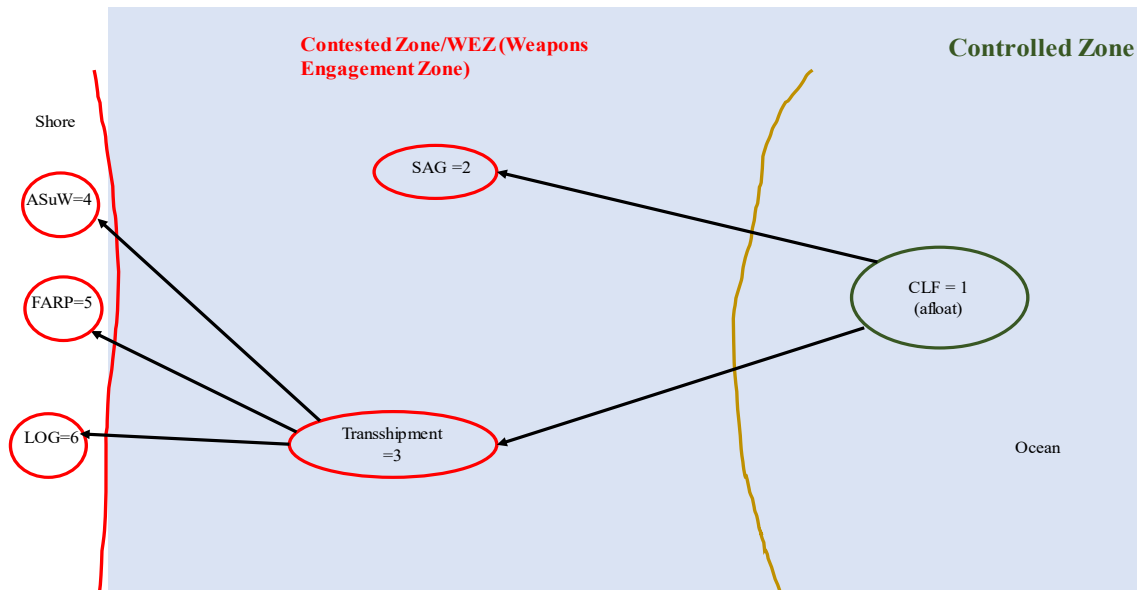 Contested Zone/WEZ (Weapons
Engagement Zone)
Controlled Zone
Shore
SAG =2
ASuW=4
FARP=5
CLF = 1
(afloat)
LOG=6
Transshipment
=3
Ocean